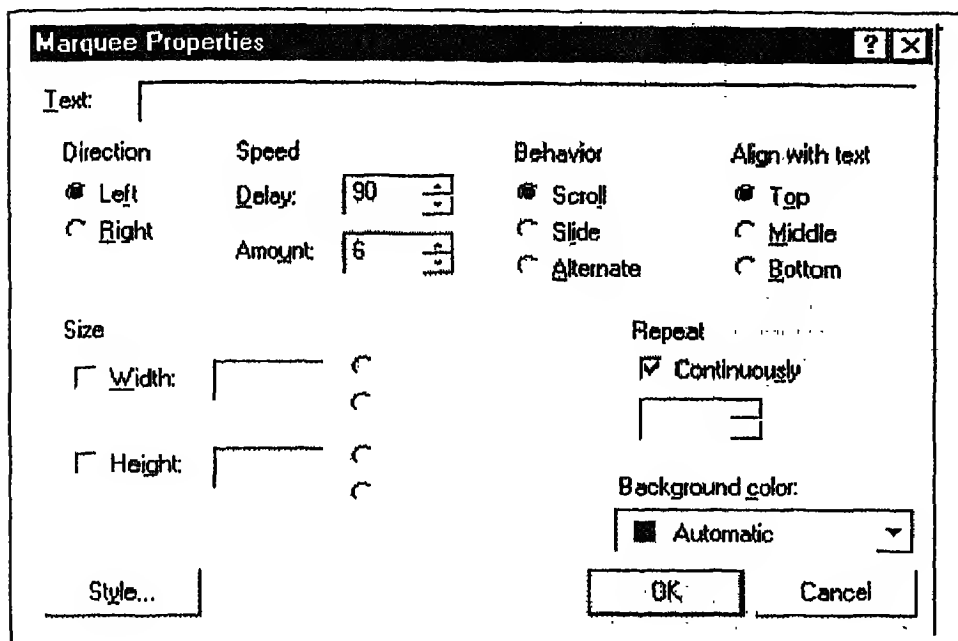 Marquee Properties
Text:
Direction
Left
Right
Speed
Delay: 90
Amount: 6
Behavior
Scroll
Slide
Alternate
Align with text
Top
Middle
Bottom
Size
Width:
Height:
Repeat
Continuously
Background color:
Automatic
Style...
OK
Cancel